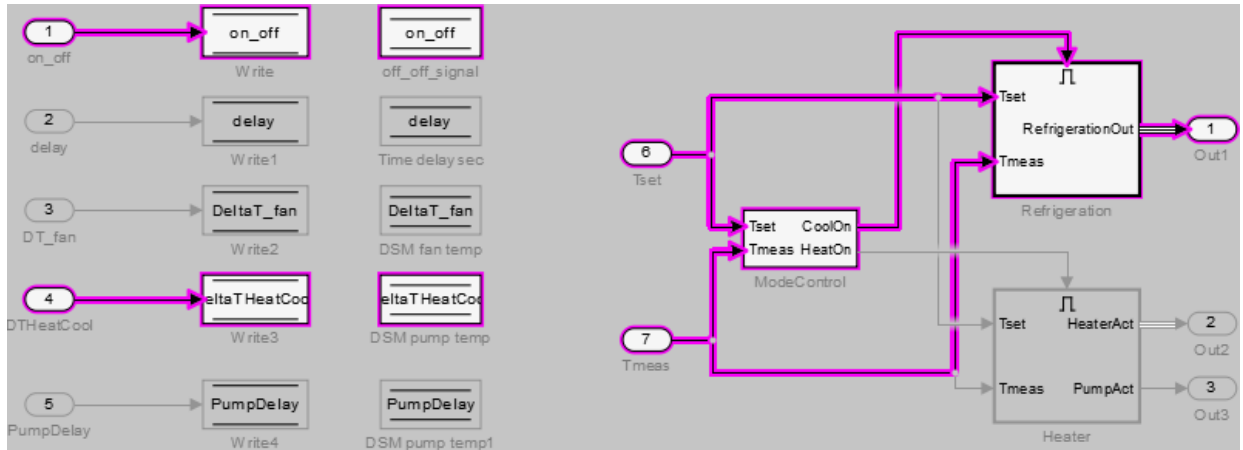 1
on_off
on_off
Write
on_off
off_off_signal
2
delay
delay
Write1
delay
Time delay sec
3
DT_fan
DeltaT_fan
Write2
DeltaT_fan
DSM fan temp
4
DTHeatCool
eltaTHeatCoo
Write3
eltaTHeatCoo
DSM pump temp
5
PumpDelay
PumpDelay
Write4
PumpDelay
DSM pump temp1
6
Tset
7
Tmeas
Tset CoolOn
Tmeas HeatOn
ModeControl
Tset
RefrigerationOut
Tmeas
Refrigeration
1
Out1
Tset HeaterAct
Tmeas PumpAct
Heater
2
Out2
3
Out3